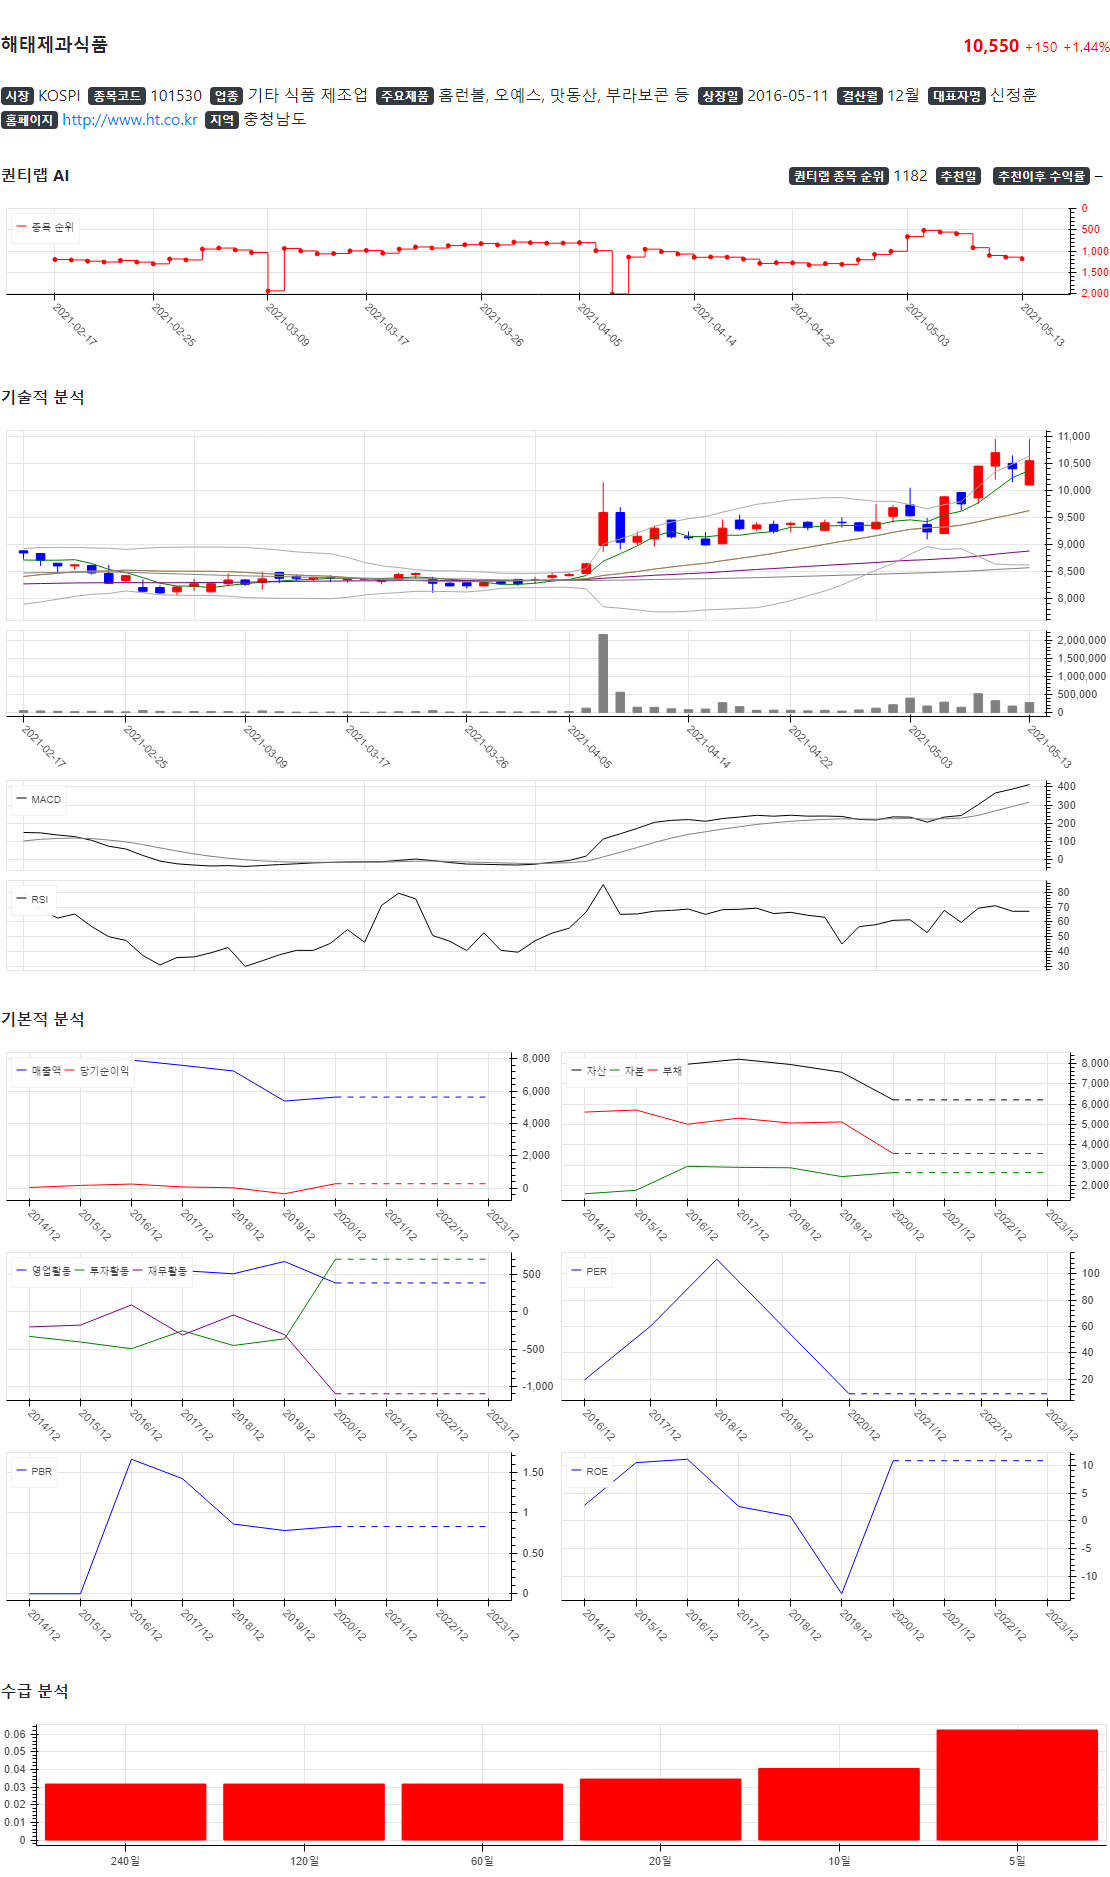 해태제과식품
10,550 +150 +1.44%
시장 KOSPI 종목코드 101530 업종 기타 식품 제조업 주요제품 홈런볼, 오예스, 맛동산, 부라보콘 등 상장일 2016-05-11 결산월 12월 대표자명 신정훈
홈페이지 http://www.ht.co.kr 지역 충청남도
퀀티랩 AI
퀀티랩 종목 순위 1182 추천일 추천이후 수익률 –
종목 순위
0
500
1,000
1,500
2,000
2021-02-17 2021-02-25 2021-03-09 2021-03-17 2021-03-26 2021-04-05 2021-04-14 2021-04-22 2021-05-03 2021-05-13
기술적 분석
11,000
10,500
10,000
9,500
9,000
8,500
8,000
2,000,000
1,500,000
1,000,000
500,000
0
2021-02-17 2021-02-25 2021-03-09 2021-03-17 2021-03-26 2021-04-05 2021-04-14 2021-04-22 2021-05-03 2021-05-13
MACD
400
300
200
100
0
RSI
80
70
60
50
40
30
기본적 분석
매출액 당기순이익
8,000
6,000
4,000
2,000
0
2014/12 2015/12 2016/12 2017/12 2018/12 2019/12 2020/12 2021/12 2022/12 2023/12
자산 자본 부채
8,000
7,000
6,000
5,000
4,000
3,000
2,000
2014/12 2015/12 2016/12 2017/12 2018/12 2019/12 2020/12 2021/12 2022/12 2023/12
영업활동 투자활동 재무활동
500
0
-500
-1,000
2014/12 2015/12 2016/12 2017/12 2018/12 2019/12 2020/12 2021/12 2022/12 2023/12
PER
100
80
60
40
20
2016/12 2017/12 2018/12 2019/12 2020/12 2021/12 2022/12 2023/12
PBR
1.50
1
0.50
0
2014/12 2015/12 2016/12 2017/12 2018/12 2019/12 2020/12 2021/12 2022/12 2023/12
ROE
10
5
0
-5
-10
2014/12 2015/12 2016/12 2017/12 2018/12 2019/12 2020/12 2021/12 2022/12 2023/12
수급 분석
0.06
0.05
0.04
0.03
0.02
0.01
0
240일 120일 60일 20일 10일 5일